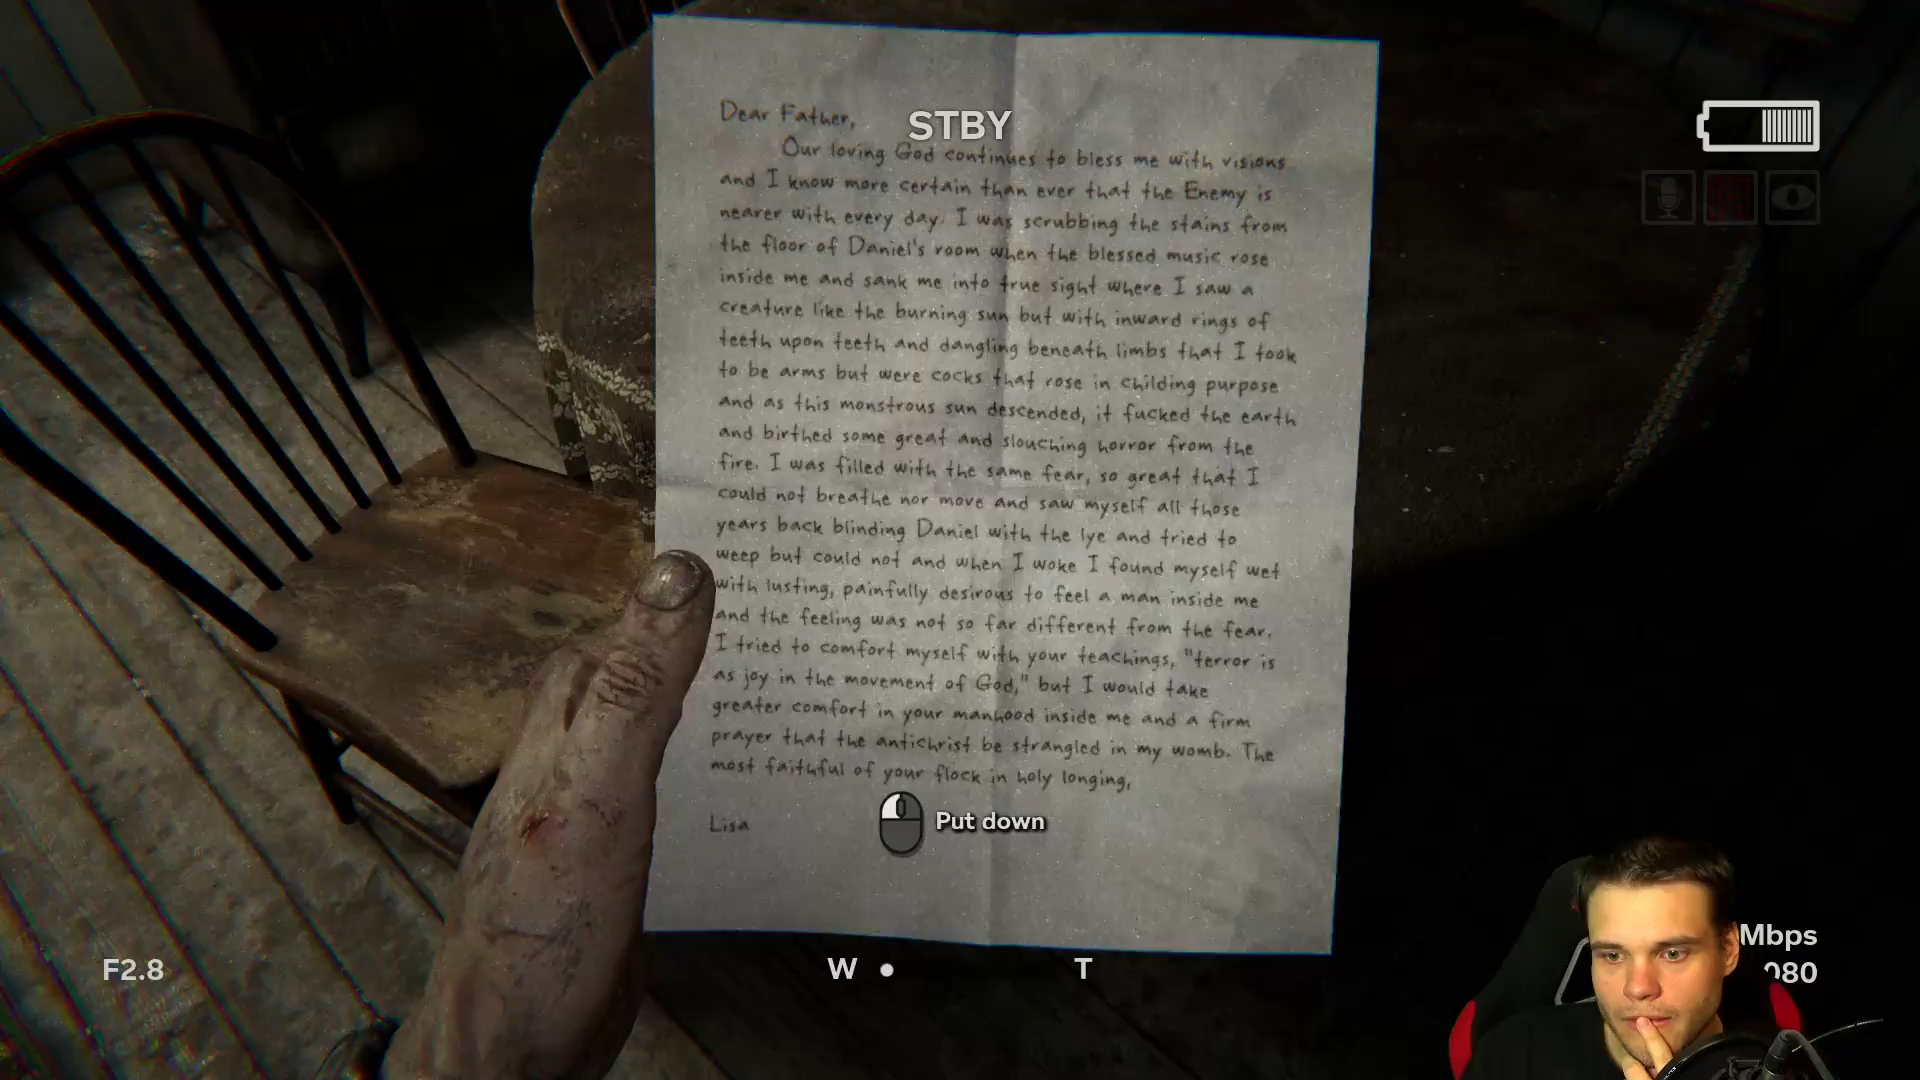 STBY
Dear Father,
Our loving God continues to bless me with visions
and I know more certain than ever that the Enemy is
nearer with every day. I was scrubbing the stains from
the floor of Daniel's room when the blessed music rose
inside me and sank me into true sight where I saw a
creature like the burning sun but with inward rings of
teeth upon teeth and dangling beneath limbs that I took
to be arms but were cocks that rose in childing purpose
and as this monstrous sun descended, it fucked the earth
and birthed some great and slouching horror from the
fire. I was filled with the same fear, so great that I
could not breathe nor move and saw myself all those
years back blinding Daniel with the lye and tried to
weep but could not and when I woke I found myself wet
with lusting, painfully desirous to feel a man inside me
and the feeling was not so far different from the fear.
I tried to comfort myself with your teachings, "terror is
as joy in the movement of God," but I would take
greater comfort in your manhood inside me and a firm
prayer that the antichrist be strangled in my womb. The
most faithful of your flock in holy longing,
Lisa
Put down
F2.8
W T
Mbps
080